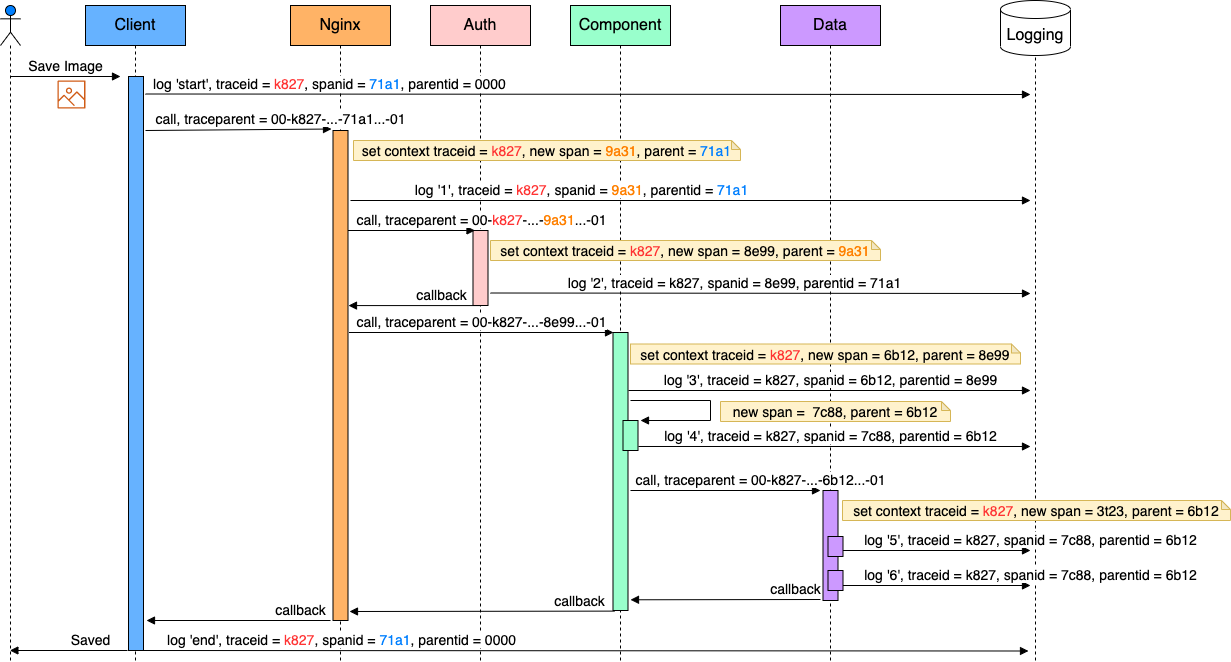 Client
Nginx
Auth
Component
Data
Logging
Save Image
log 'start', traceid = k827, spanid = 71a1, parentid = 0000
call, traceparent = 00-k827-...-71a1...-01
set context traceid = k827, new span = 9a31, parent = 71a1
log '1', traceid = k827, spanid = 9a31, parentid = 71a1
call, traceparent = 00-k827-...-9a31...-01
set context traceid = k827, new span = 8e99, parent = 9a31
log '2', traceid = k827, spanid = 8e99, parentid = 71a1
callback
call, traceparent = 00-k827-...-8e99...-01
set context traceid = k827, new span = 6b12, parent = 8e99
log '3', traceid = k827, spanid = 6b12, parentid = 8e99
new span =  7c88, parent = 6b12
log '4', traceid = k827, spanid = 7c88, parentid = 6b12
call, traceparent = 00-k827-...-6b12...-01
set context traceid = k827, new span = 3t23, parent = 6b12
log '5', traceid = k827, spanid = 7c88, parentid = 6b12
log '6', traceid = k827, spanid = 7c88, parentid = 6b12
callback
callback
callback
Saved
log 'end', traceid = k827, spanid = 71a1, parentid = 0000